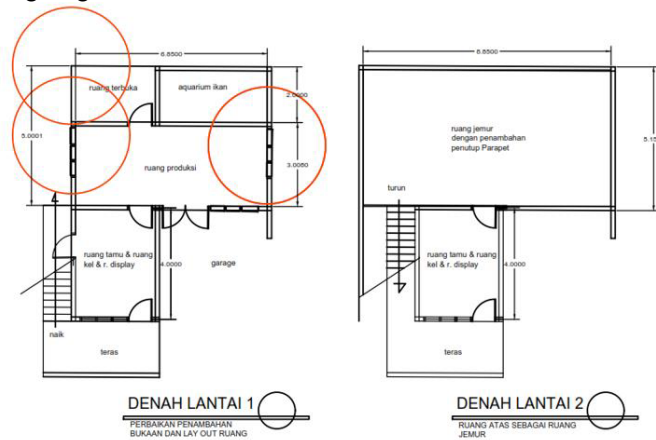 6.8500
ruang terbuka
aquarium ikan
2.0000
5.0001
ruang produksi
3.0080
ruang tamu & ruang
kel & r. display
4.0000
garage
naik
teras
DENAH LANTAI 1
PERBAIKAN PENAMBAHAN
BUKAAN DAN LAY OUT RUANG
6.8500
ruang jemur
dengan penambahan
penutup Parapet
turun
ruang tamu & ruang
kel & r. display
4.0000
teras
DENAH LANTAI 2
RUANG ATAS SEBAGAI RUANG
JEMUR